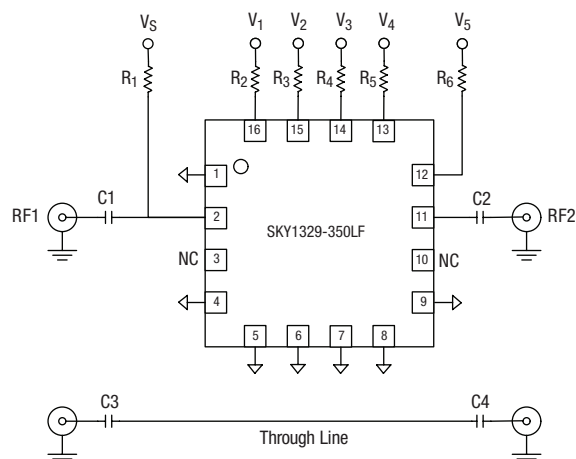 VS V1 V2 V3 V4 V5
R1 R2 R3 R4 R5 R6
16 15 14 13
1 12
C1 C2
RF1 2 SKY1329-350LF 11 RF2
NC 3 10 NC
4 9
5 6 7 8
C3 C4
Through Line